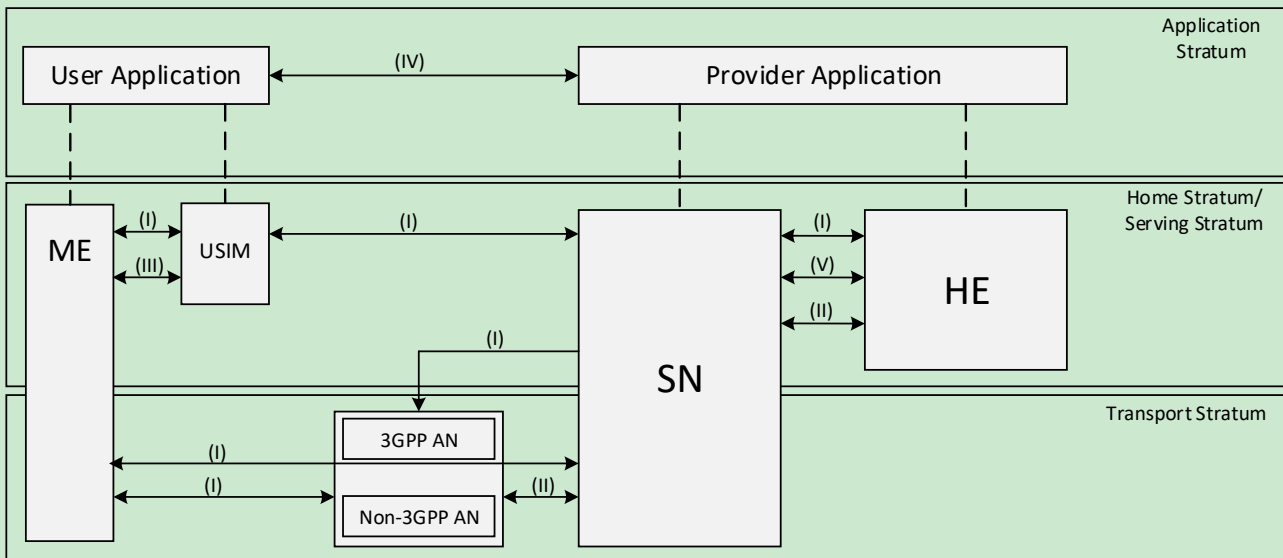 Application
Stratum
User Application
(IV)
Provider Application
Home Stratum/
Serving Stratum
ME
(I)
(III)
USIM
(I)
(I)
(V)
(II)
HE
(I)
SN
Transport Stratum
3GPP AN
(I)
(I)
(II)
Non-3GPP AN